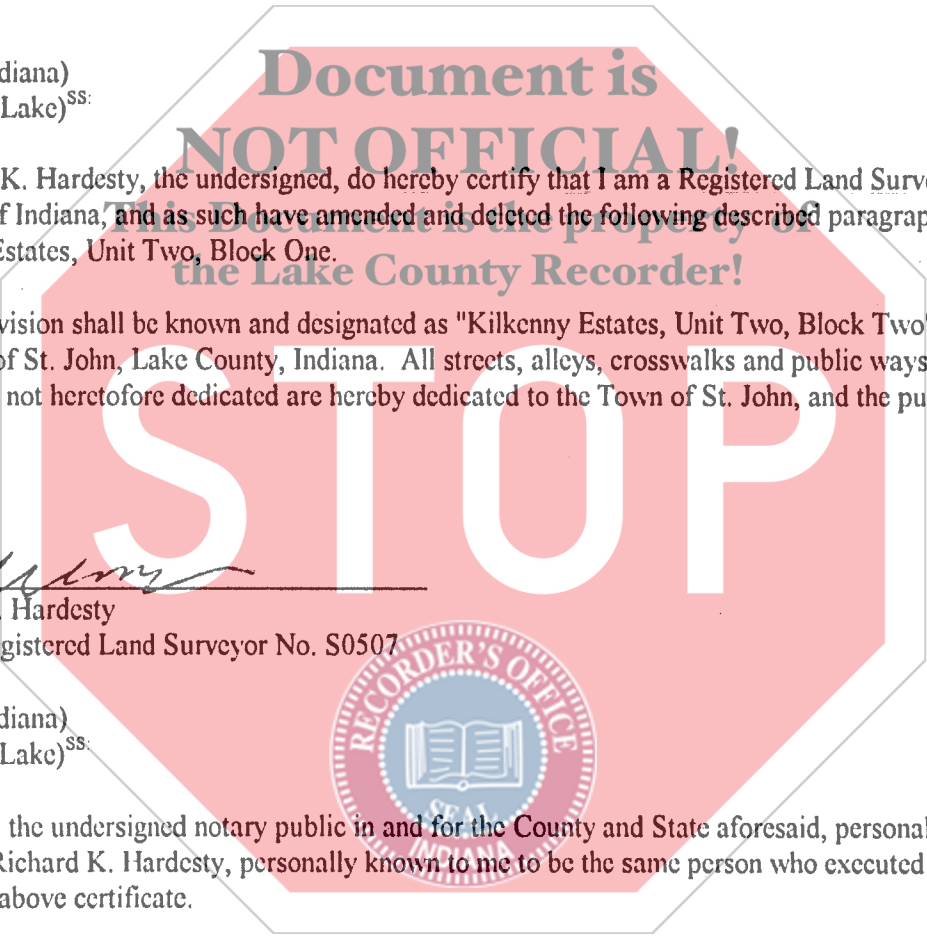 Document is
NOT OFFICIAL!
This Document is the property of
the Lake County Recorder!
STOP
diana)
Lake)SS:
K. Hardesty, the undersigned, do hereby certify that I am a Registered Land Surve
f Indiana, and as such have amended and deleted the following described paragrap
Estates, Unit Two, Block One.
vision shall be known and designated as "Kilkenny Estates, Unit Two, Block Two"
of St. John, Lake County, Indiana. All streets, alleys, crosswalks and public ways
not heretofore dedicated are hereby dedicated to the Town of St. John, and the pu
. Hardesty
gistered Land Surveyor No. S0507
diana)
Lake)SS:
the undersigned notary public in and for the County and State aforesaid, personal
Richard K. Hardesty, personally known to me to be the same person who executed
above certificate.
RECORDER'S OFFICE
SEAL
INDIANA